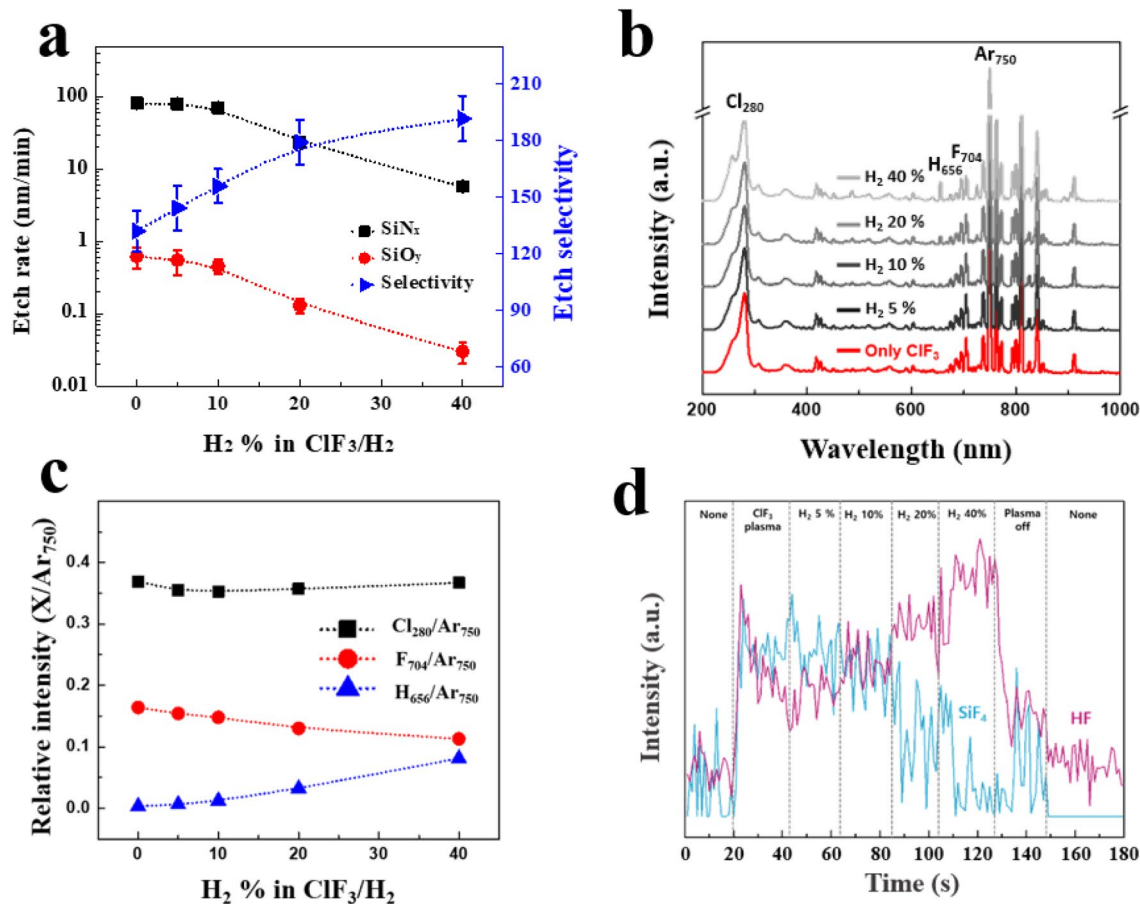 a
Etch rate (nm/min)
100
10
1
0.1
0.01
210
180
150
120
90
60
Etch selectivity
SiNₓ
SiOᵧ
Selectivity
0 10 20 30 40
H₂ % in ClF₃/H₂
b
Intensity (a.u.)
Cl₂₈₀
Ar₇₅₀
H₆₅₆
F₇₀₄
H₂ 40 %
H₂ 20 %
H₂ 10 %
H₂ 5 %
Only ClF₃
200 400 600 800 1000
Wavelength (nm)
c
Relative intensity (X/Ar₇₅₀)
0.4
0.3
0.2
0.1
0.0
Cl₂₈₀/Ar₇₅₀
F₇₀₄/Ar₇₅₀
H₆₅₆/Ar₇₅₀
0 10 20 30 40
H₂ % in ClF₃/H₂
d
Intensity (a.u.)
None
ClF₃
plasma
H₂ 5 %
H₂ 10%
H₂ 20%
H₂ 40%
Plasma
off
None
SiF₄
HF
0 20 40 60 80 100 120 140 160 180
Time (s)